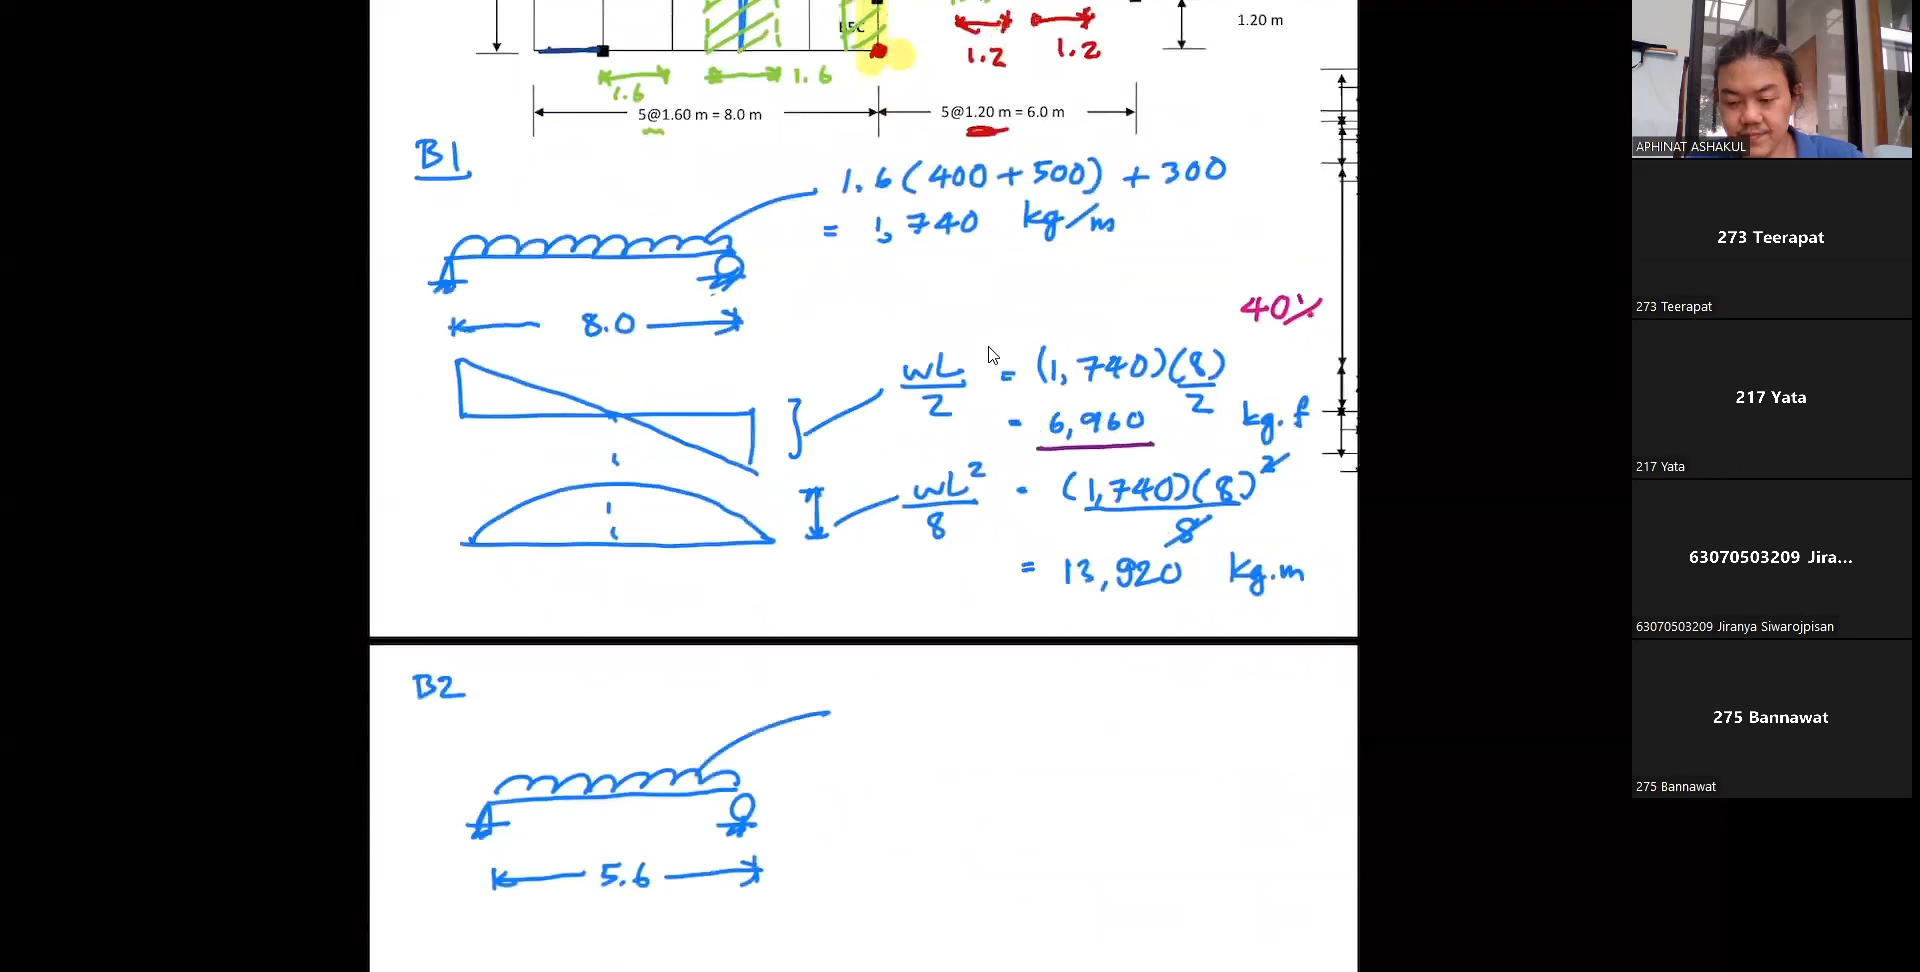 B5C
1.2
1.2
1.20 m
1.6
1.6
5@1.60 m = 8.0 m
5@1.20 m = 6.0 m
B1
1.6(400+500) + 300
= 1,740 kg/m
8.0
40%
wL/2 = (1,740)(8)/2
= 6,960 kg.f
wL²/8 = (1,740)(8)²/8
= 13,920 kg.m
B2
5.6
APHINAT ASHAKUL
273 Teerapat
273 Teerapat
217 Yata
217 Yata
63070503209 Jira...
63070503209 Jiranya Siwarojpisan
275 Bannawat
275 Bannawat